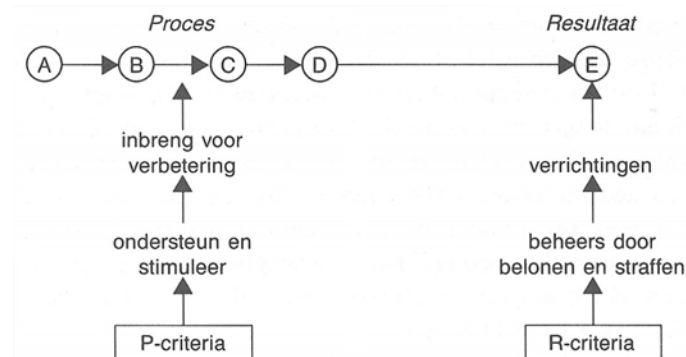 Proces
Resultaat
A B C D E
inbreng voor
verbetering
verrichtingen
ondersteun en
stimuleer
beheers door
belonen en straffen
P-criteria
R-criteria